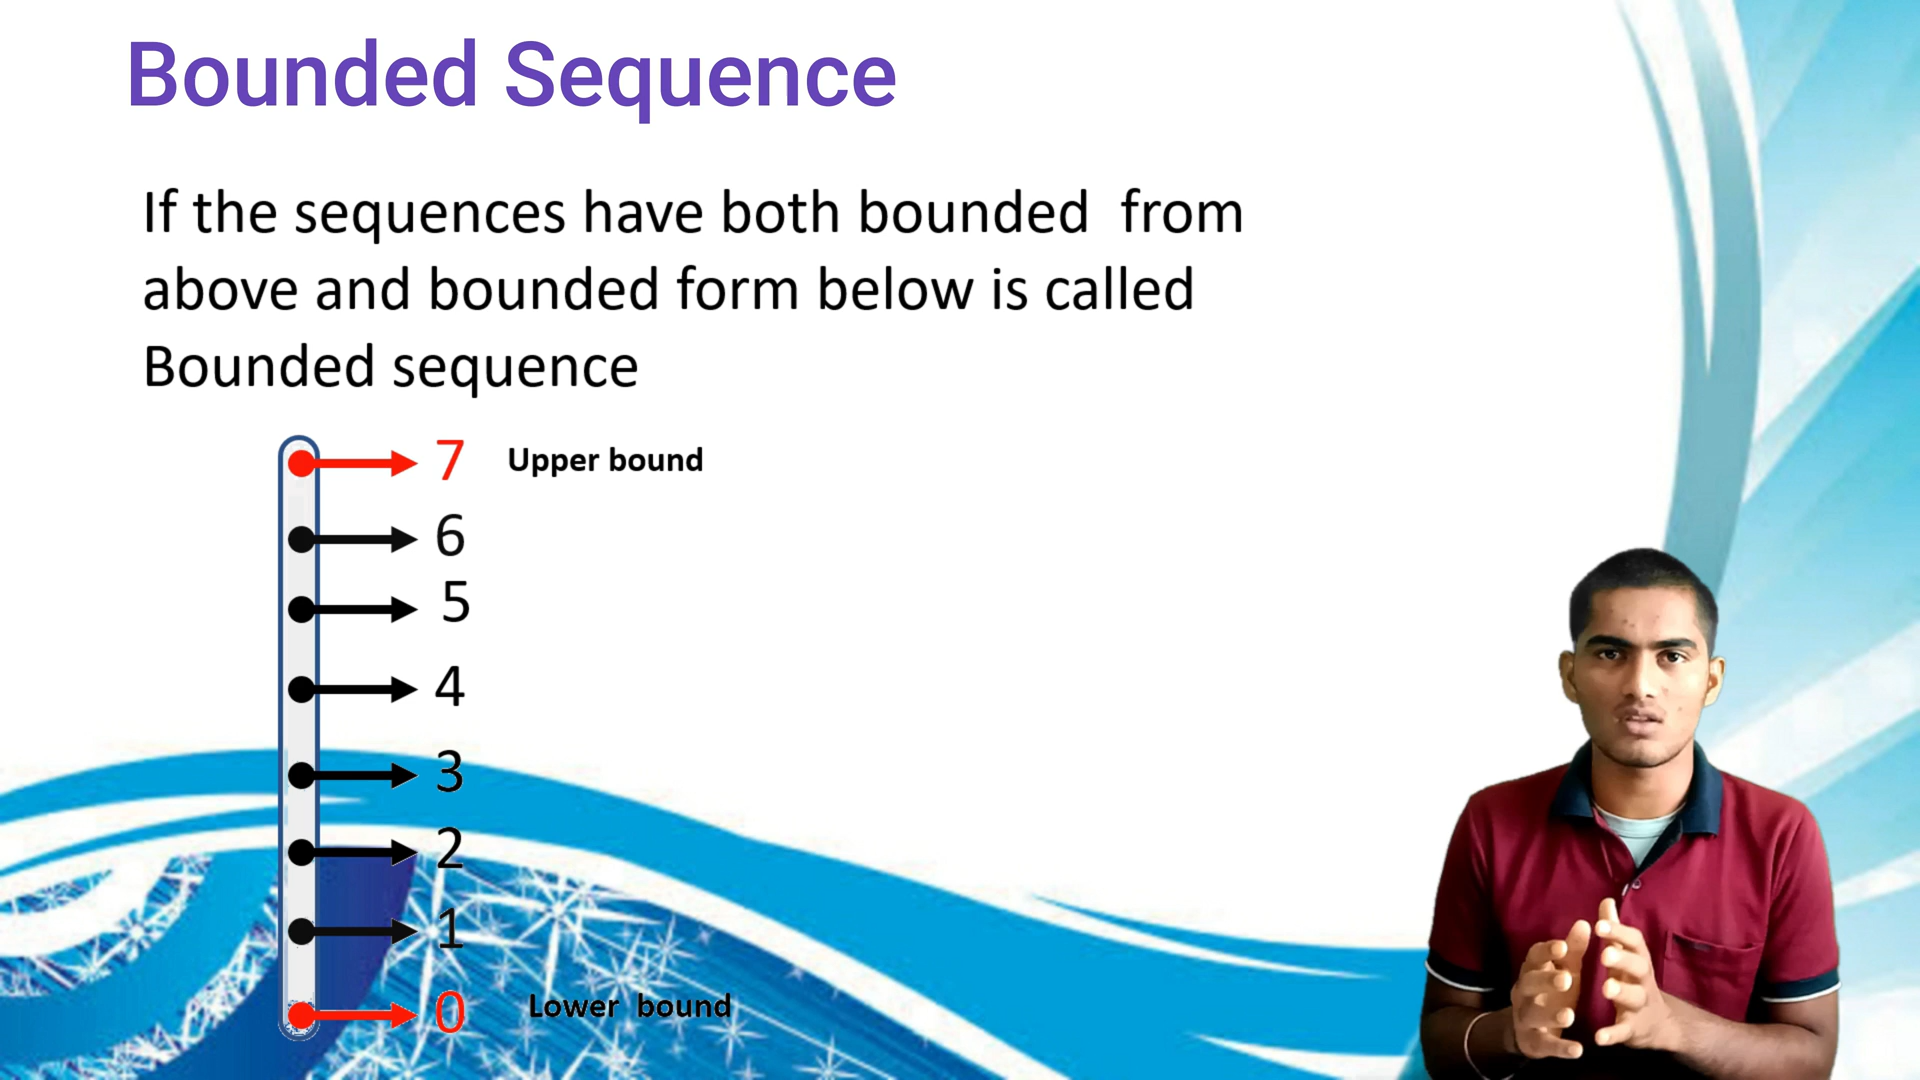 Bounded Sequence
If the sequences have both bounded from
above and bounded form below is called
Bounded sequence
7 Upper bound
6
5
4
3
2
1
0 Lower bound